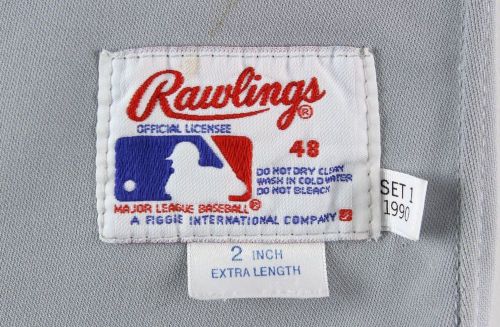 Rawlings®
OFFICIAL LICENSEE
48
DO NOT DRY CLEAN
WASH IN COLD WATER
DO NOT BLEACH
MAJOR LEAGUE BASEBALL®
A FIGGIE INTERNATIONAL COMPANY
SET 1
1990
2 INCH
EXTRA LENGTH